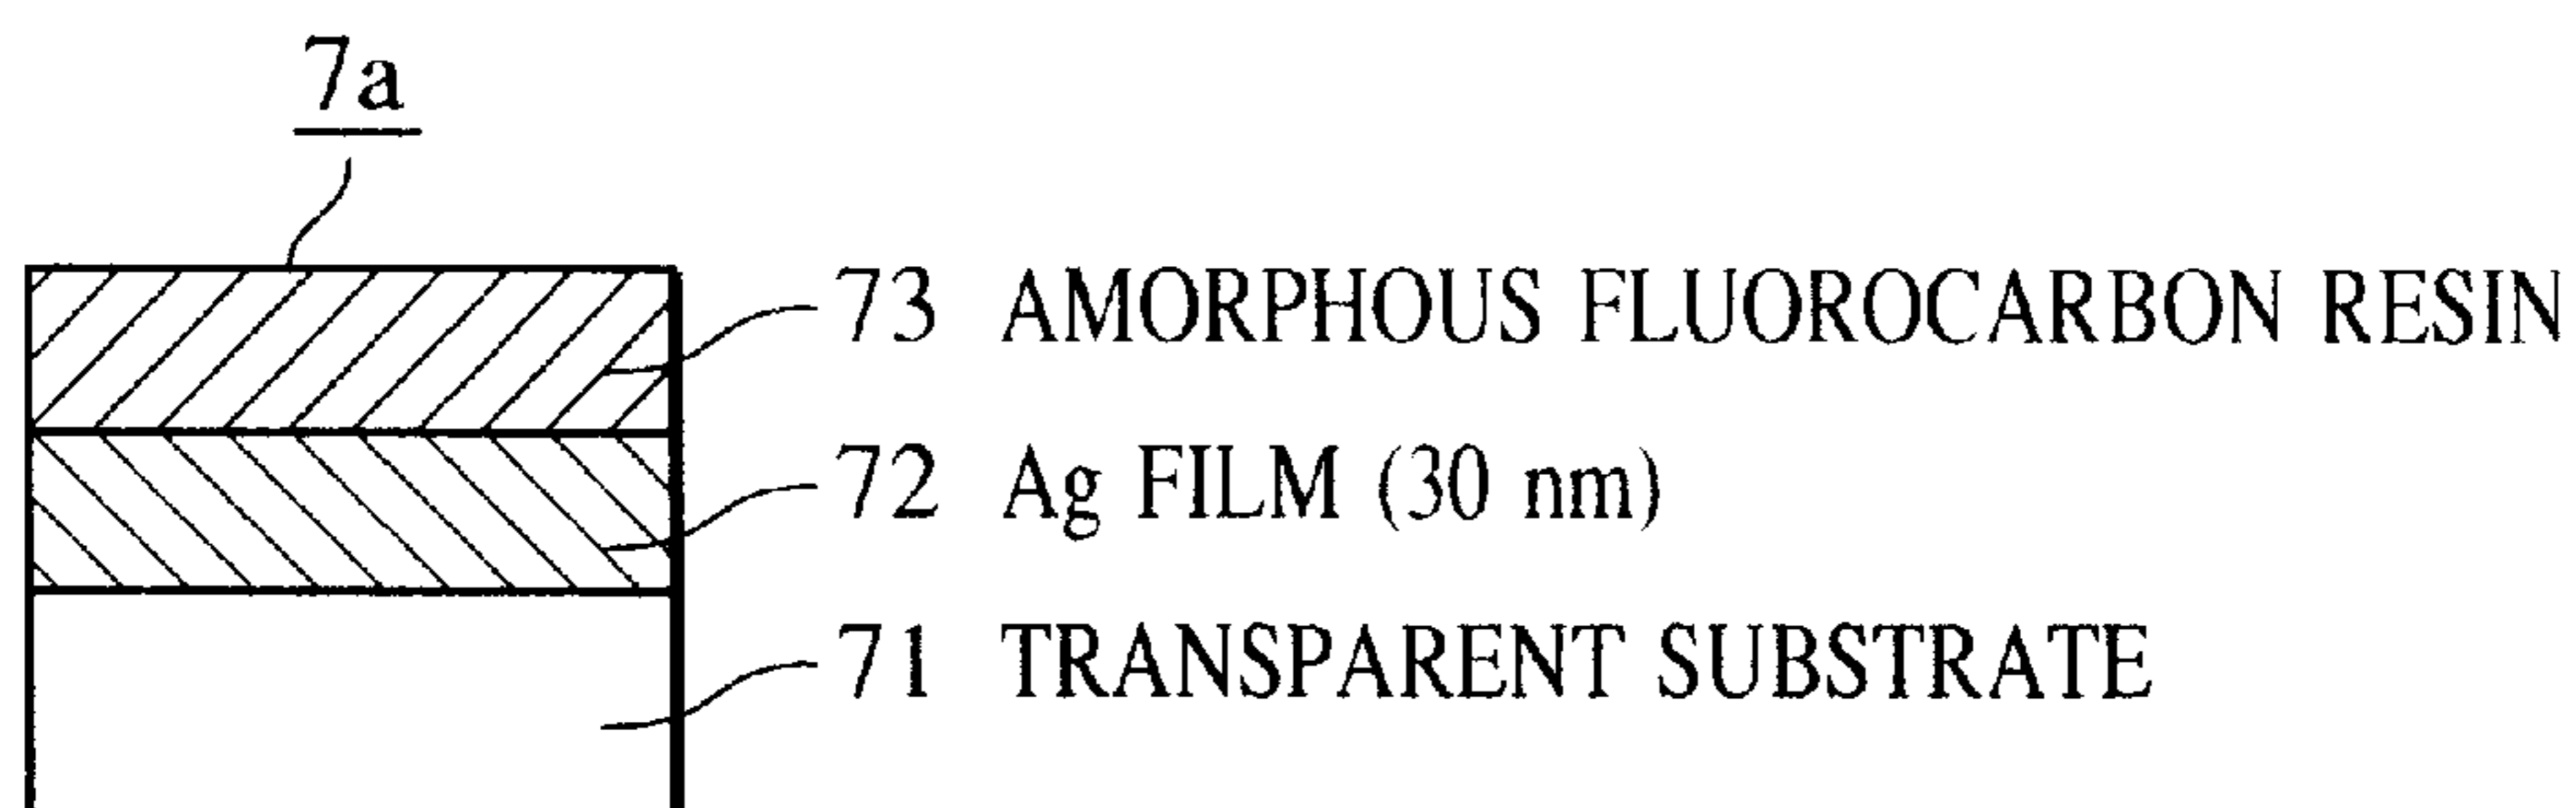 7a
73 AMORPHOUS FLUOROCARBON RESIN
72 Ag FILM (30 nm)
71 TRANSPARENT SUBSTRATE